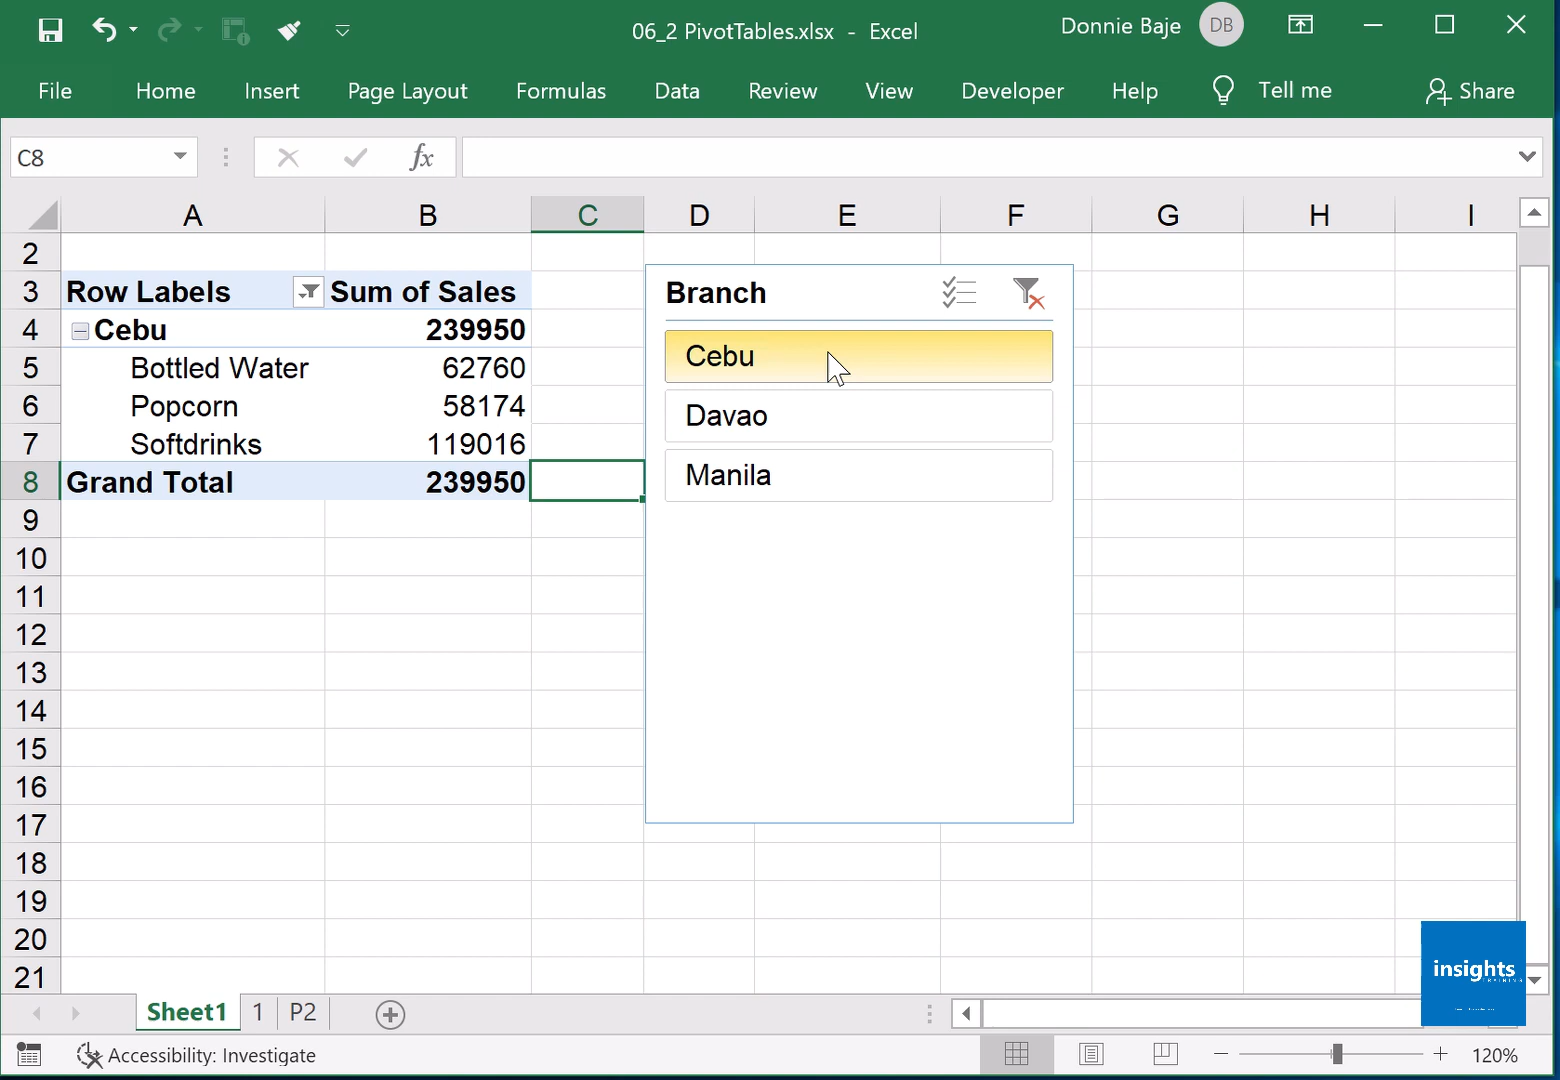 06_2 PivotTables.xlsx - Excel
Donnie Baje DB
File Home Insert Page Layout Formulas Data Review View Developer Help Tell me Share
C8 fx
A B C D E F G H I
2
3 Row Labels Sum of Sales
4 Cebu 239950
5 Bottled Water 62760
6 Popcorn 58174
7 Softdrinks 119016
8 Grand Total 239950
9
10
11
12
13
14
15
16
17
18
19
20
21
Branch
Cebu
Davao
Manila
insights
TRAINING
Sheet1 1 P2
Accessibility: Investigate
120%